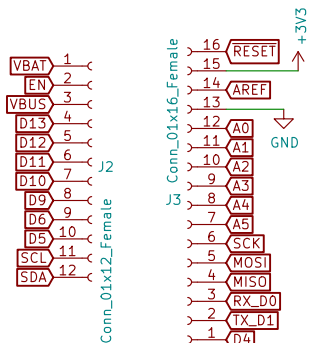 +3V3
VBAT 1
EN 2
VBUS 3
D13 4
D12 5
D11 6
D10 7
D9 8
D6 9
D5 10
SCL 11
SDA 12
J2
Conn_01x12_Female
Conn_01x16_Female
J3
16 RESET
15
14 AREF
13
GND
12 A0
11 A1
10 A2
9 A3
8 A4
7 A5
6 SCK
5 MOSI
4 MISO
3 RX_D0
2 TX_D1
1 D4